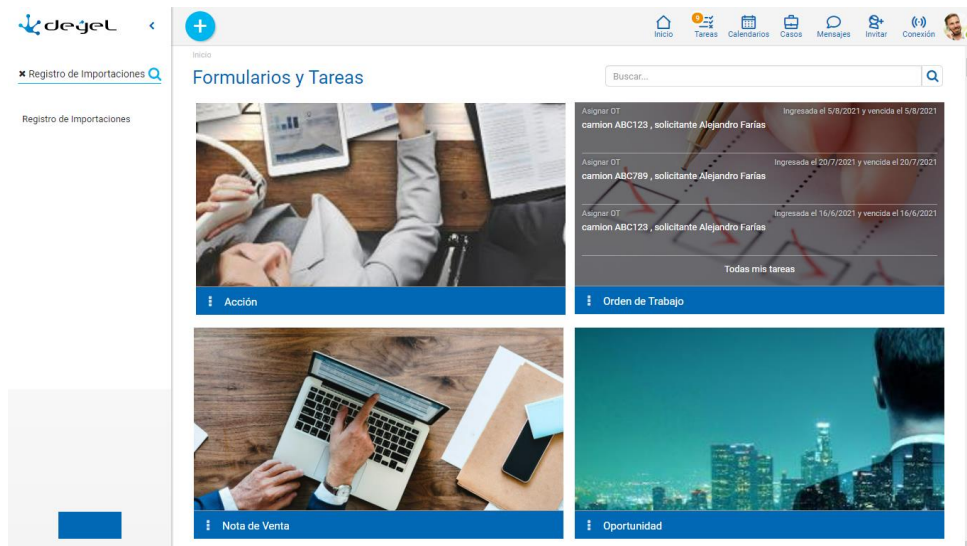 deyel
Inicio
Tareas
9
Calendarios
Casos
Mensajes
Invitar
Conexión
Registro de Importaciones
Registro de Importaciones
Inicio
Formularios y Tareas
Buscar...
Asignar OT Ingresada el 5/8/2021 y vencida el 5/8/2021
camion ABC123 , solicitante Alejandro Farías
Asignar OT Ingresada el 20/7/2021 y vencida el 20/7/2021
camion ABC789 , solicitante Alejandro Farías
Asignar OT Ingresada el 16/6/2021 y vencida el 16/6/2021
camion ABC123 , solicitante Alejandro Farías
Todas mis tareas
Acción
Orden de Trabajo
Nota de Venta
Oportunidad